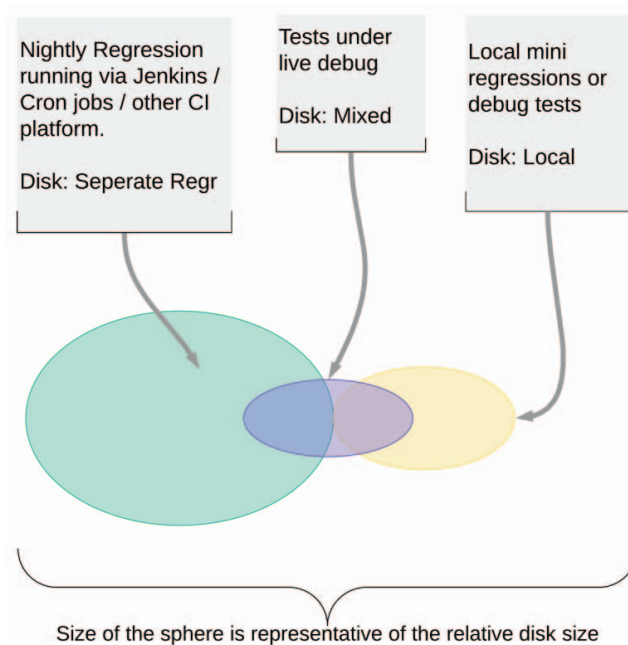 Nightly Regression
running via Jenkins /
Cron jobs / other CI
platform.
Disk: Seperate Regr
Tests under
live debug
Disk: Mixed
Local mini
regressions or
debug tests
Disk: Local
Size of the sphere is representative of the relative disk size